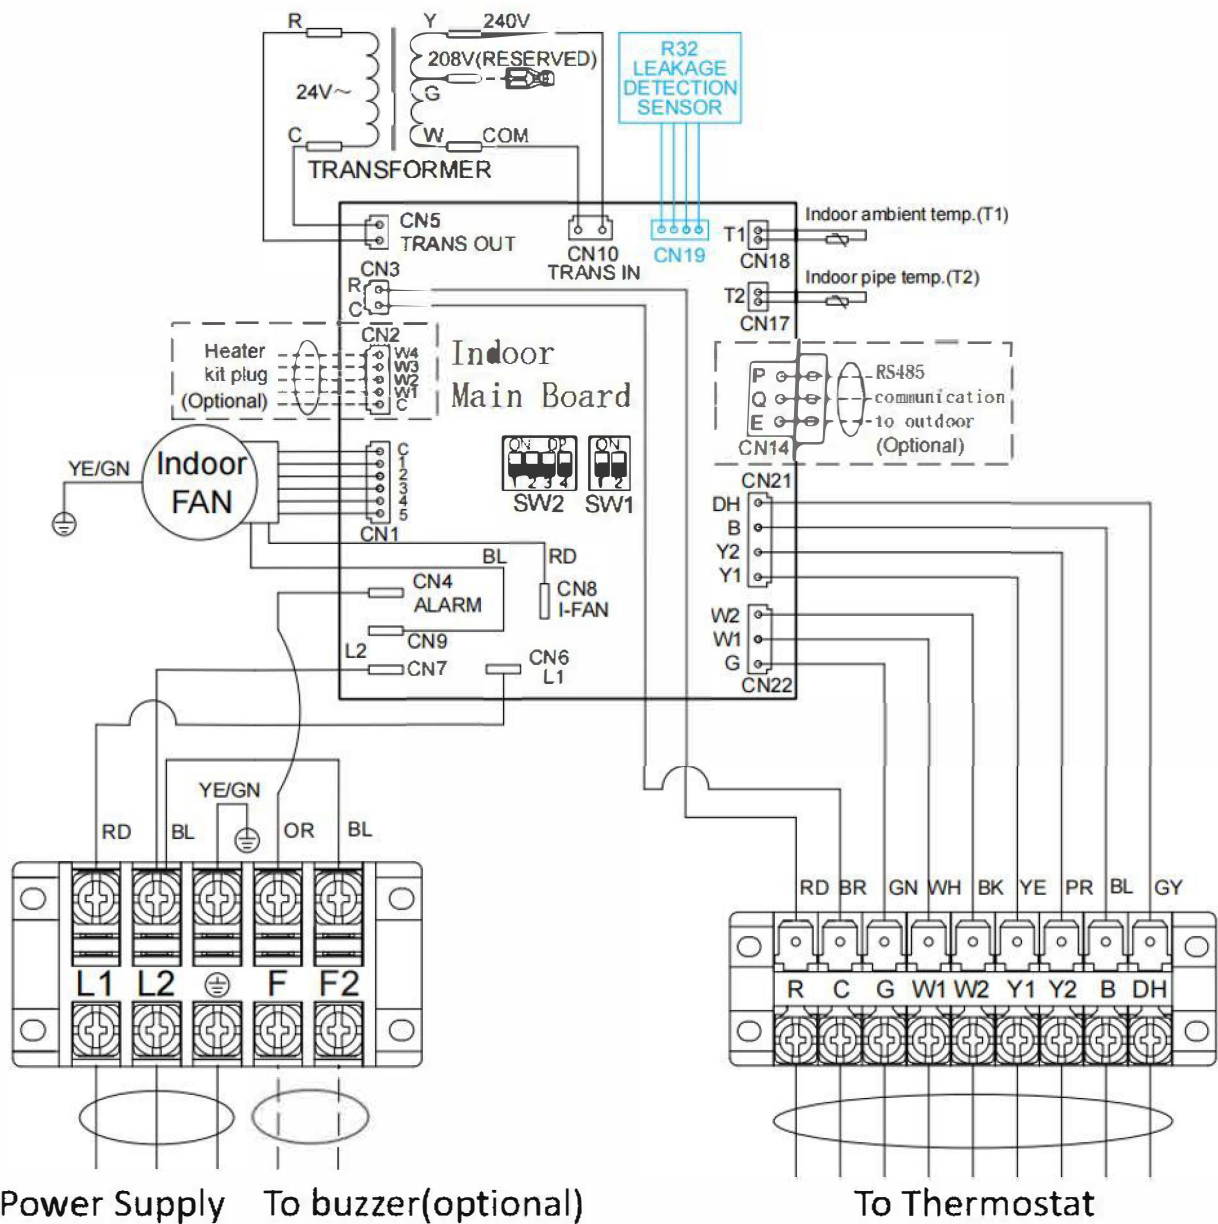 R
Y
240V
208V(RESERVED)
24V～
G
C
W
COM
TRANSFORMER
R32
LEAKAGE
DETECTION
SENSOR
CN5
TRANS OUT
CN10
TRANS IN
CN19
T1
CN18
Indoor ambient temp.(T1)
T2
CN17
Indoor pipe temp.(T2)
CN3
R
C
CN2
Heater
kit plug
(Optional)
W4
W3
W2
W1
C
Indoor
Main Board
P
Q
E
CN14
RS485
communication
to outdoor
(Optional)
YE/GN
Indoor
FAN
C
1
2
3
4
5
CN1
ON DP
1 2 3 4
SW2
ON
1 2
SW1
CN21
DH
B
Y2
Y1
W2
W1
G
CN22
BL
RD
CN4
ALARM
CN8
I-FAN
CN9
L2
CN7
CN6
L1
YE/GN
RD
BL
OR
BL
L1 L2 F F2
RD BR GN WH BK YE PR BL GY
R C G W1 W2 Y1 Y2 B DH
Power Supply
To buzzer(optional)
To Thermostat